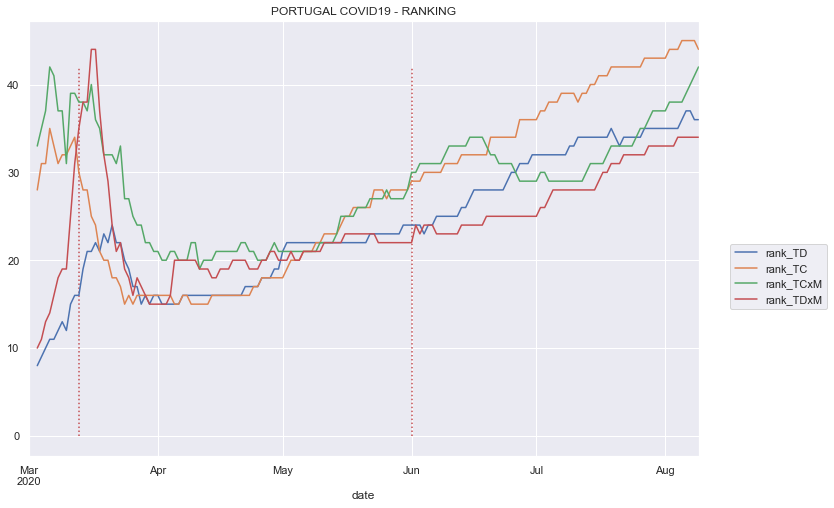 PORTUGAL COVID19 - RANKING
40
30
20
10
0
rank_TD
rank_TC
rank_TCxM
rank_TDxM
Mar Apr May Jun Jul Aug
2020
date